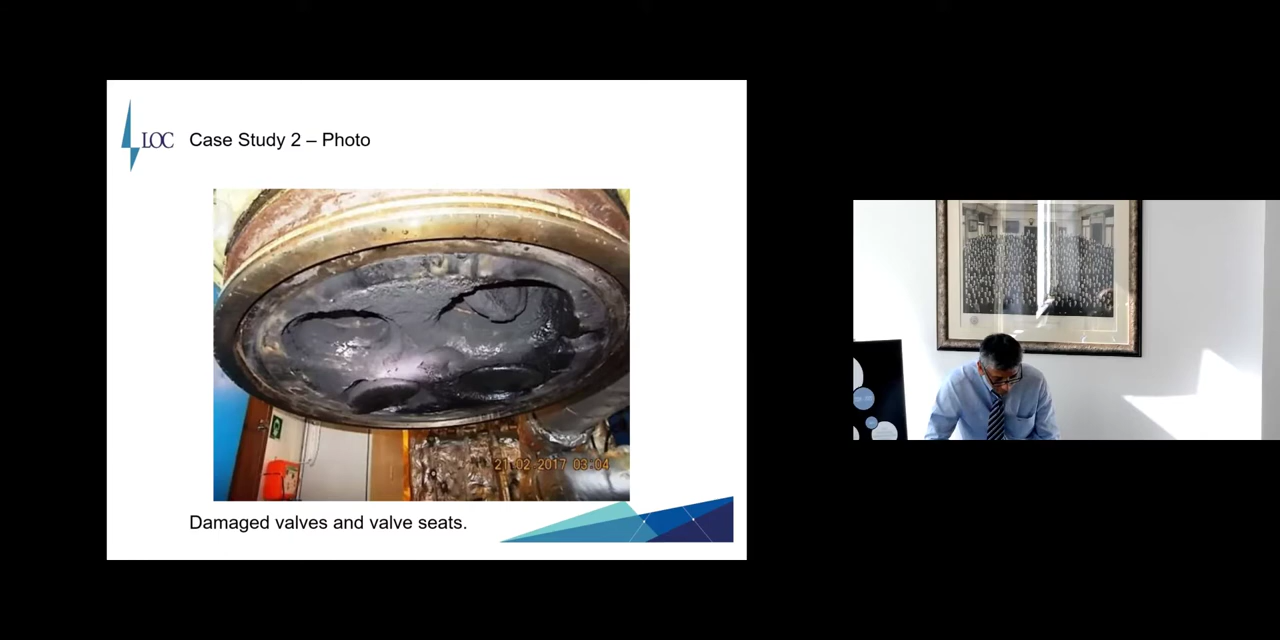 LOC
Case Study 2 – Photo
21.02.2017 03:04
Damaged valves and valve seats.